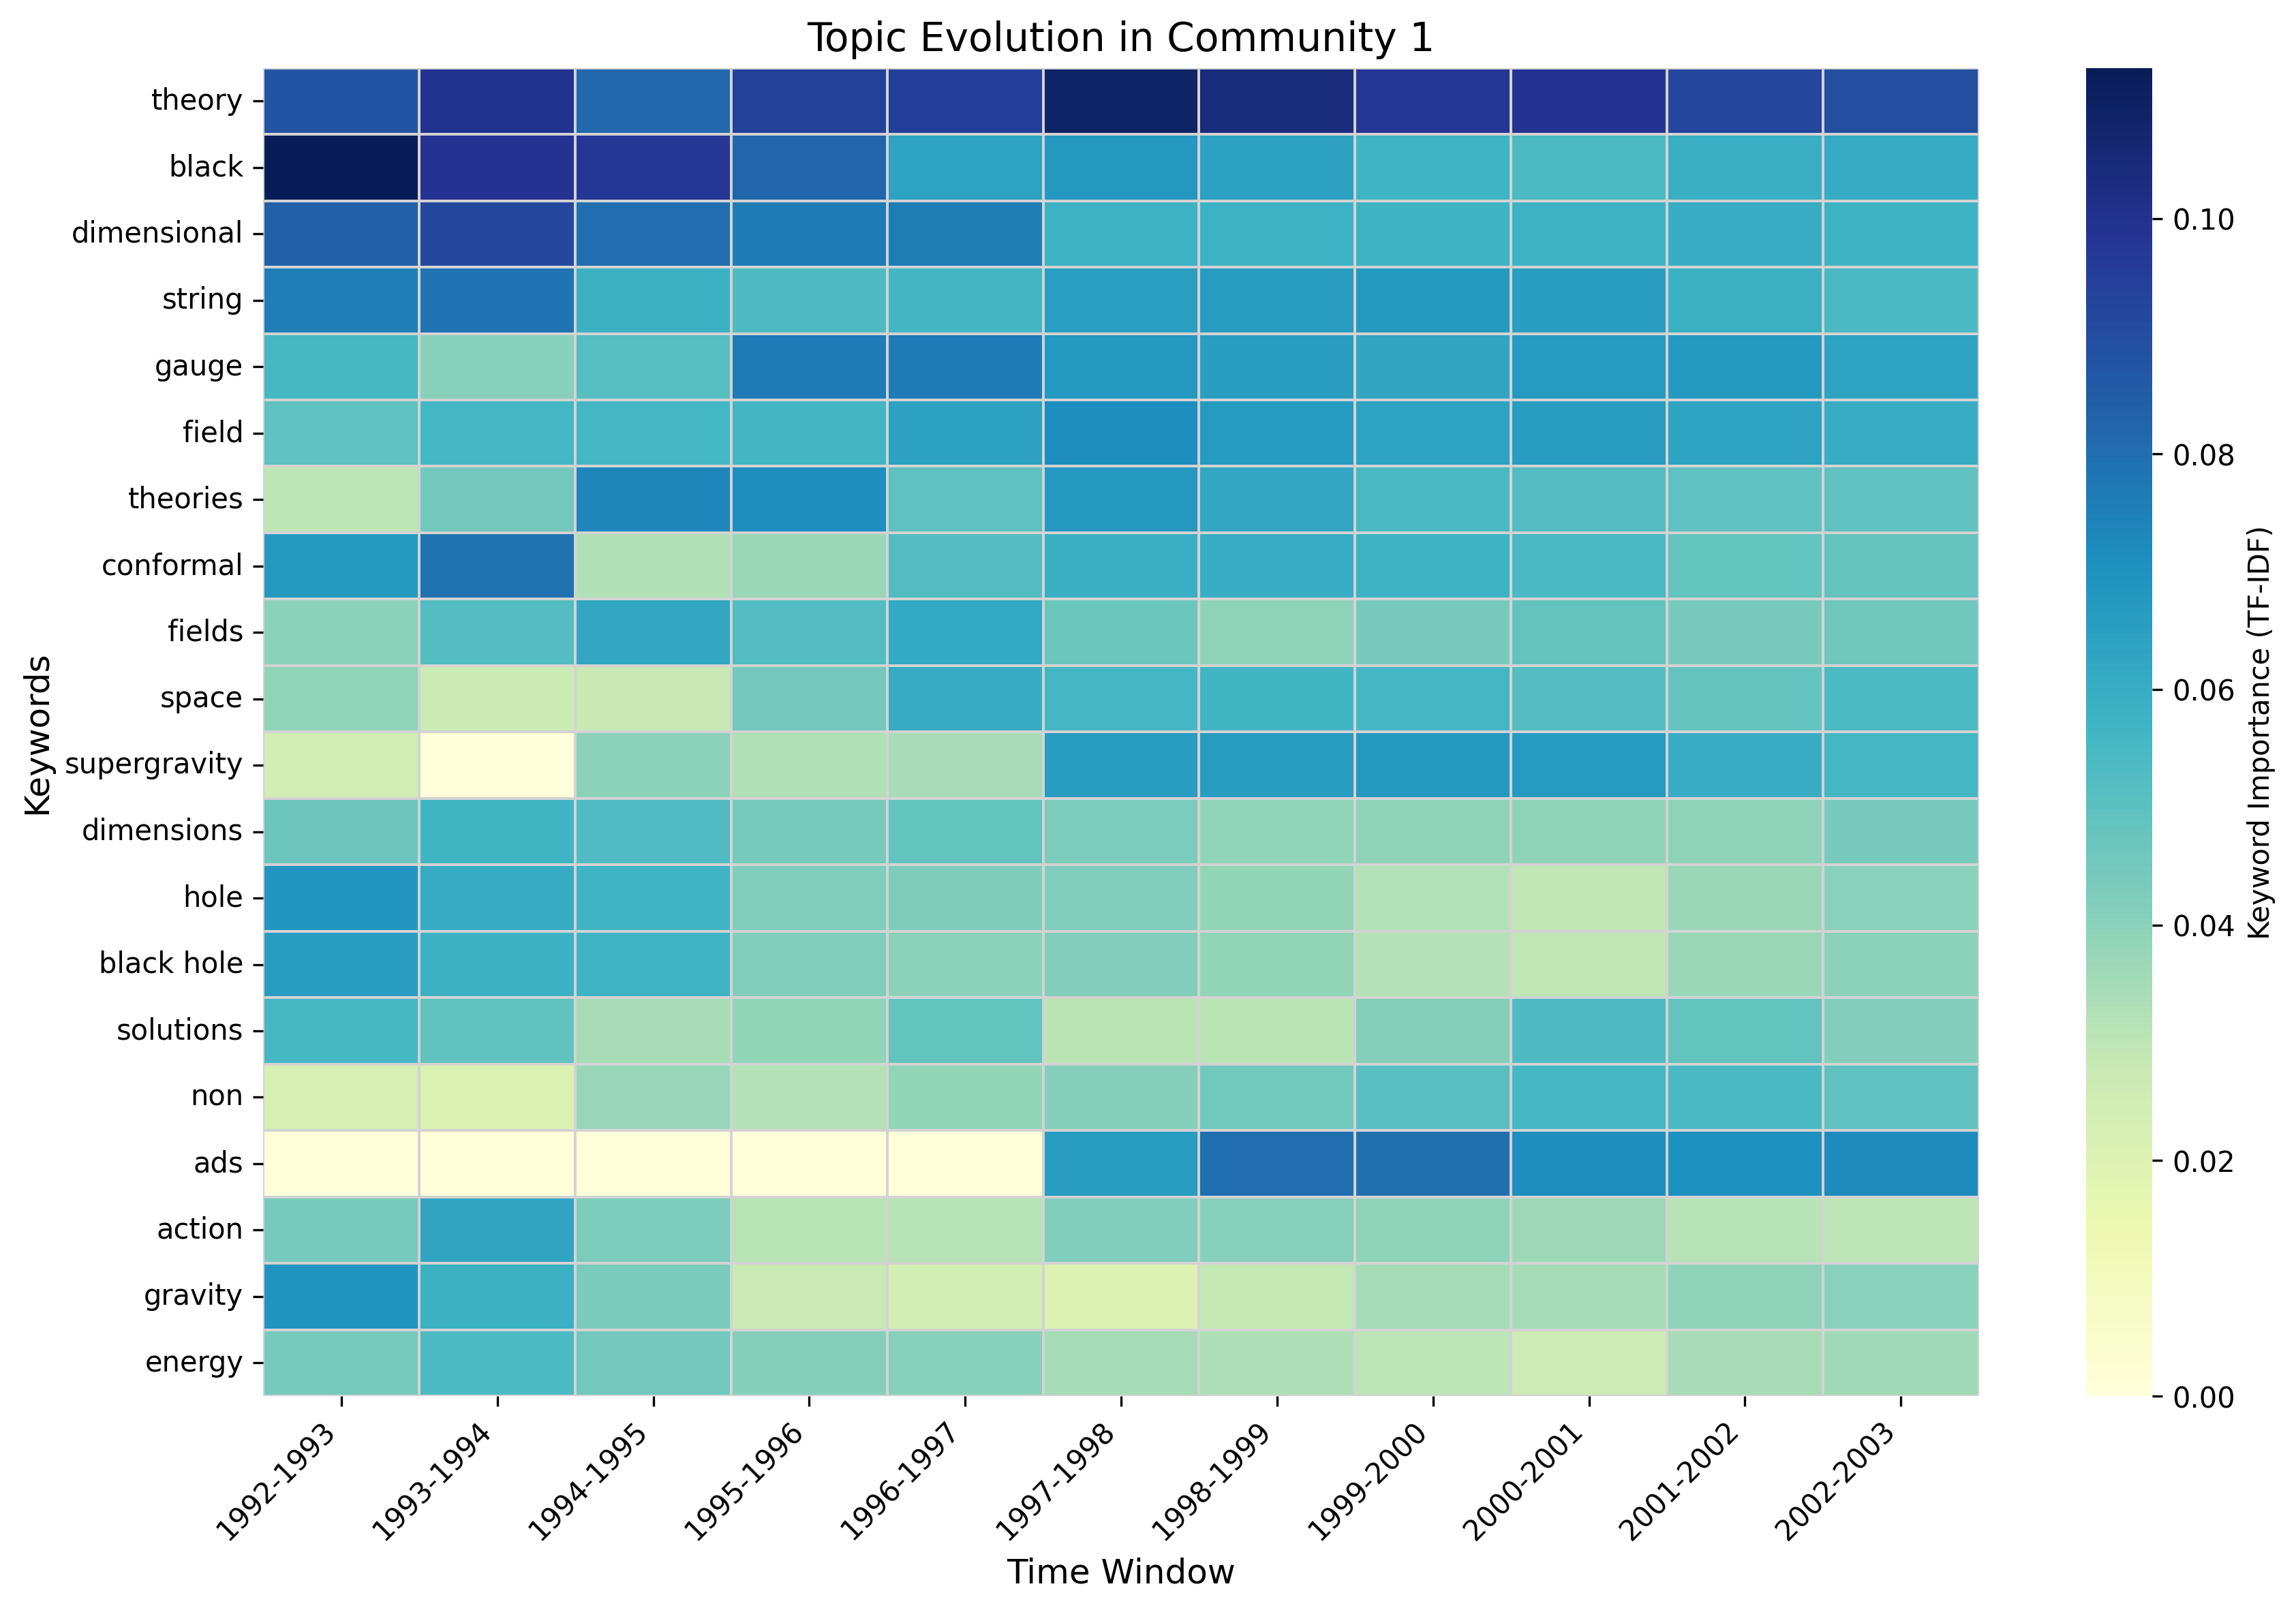 Topic Evolution in Community 1
Keywords
theory
black
dimensional
string
gauge
field
theories
conformal
fields
space
supergravity
dimensions
hole
black hole
solutions
non
ads
action
gravity
energy
1992-1993
1993-1994
1994-1995
1995-1996
1996-1997
1997-1998
1998-1999
1999-2000
2000-2001
2001-2002
2002-2003
Time Window
0.10
0.08
0.06
0.04
0.02
0.00
Keyword Importance (TF-IDF)